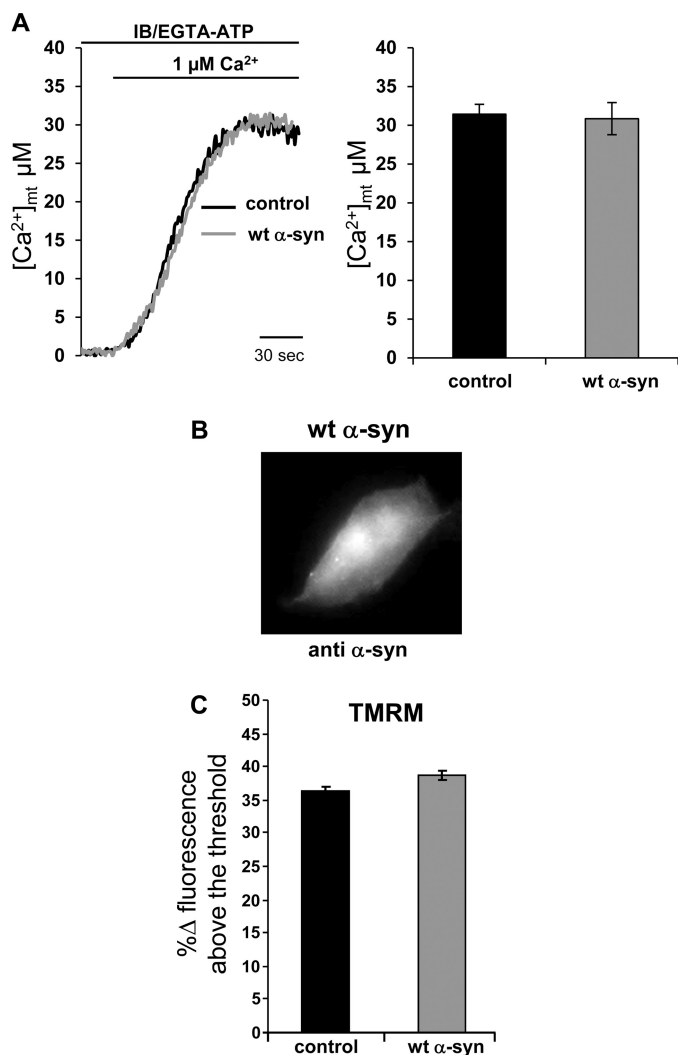 A
IB/EGTA-ATP
1 µM Ca²⁺
[Ca²⁺]mt µM
40
35
30
25
20
15
10
5
0
control
wt α-syn
30 sec
[Ca²⁺]mt µM
40
35
30
25
20
15
10
5
0
control
wt α-syn
B
wt α-syn
anti α-syn
C
TMRM
%Δ fluorescence
above the threshold
50
45
40
35
30
25
20
15
10
5
0
control
wt α-syn